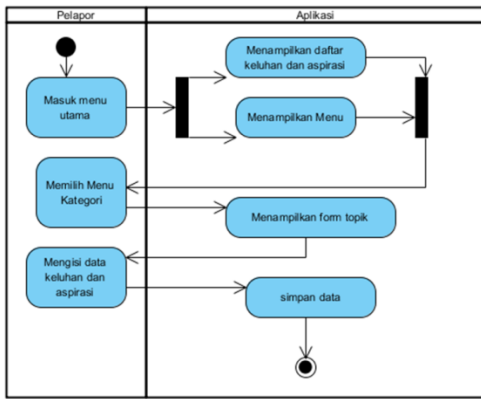 Pelapor
Aplikasi
Menampilkan daftar
keluhan dan aspirasi
Masuk menu
utama
Menampilkan Menu
Memilih Menu
Kategori
Menampilkan form topik
Mengisi data
keluhan dan
aspirasi
simpan data